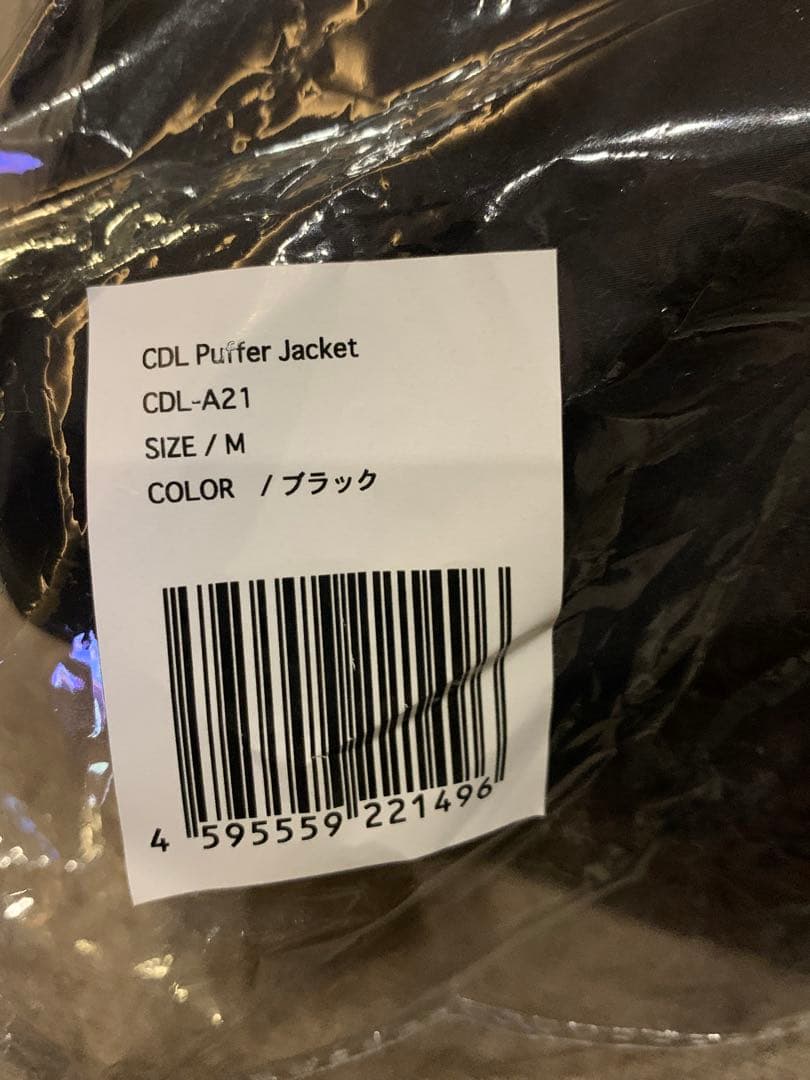 CDL Puffer Jacket
CDL-A21
SIZE / M
COLOR / ブラック
4 595559 221496